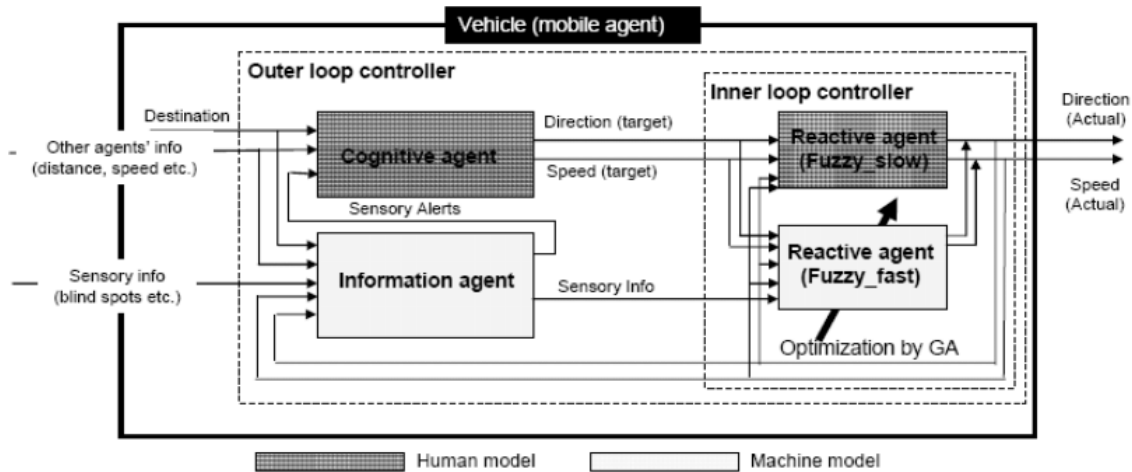 Vehicle (mobile agent)
Outer loop controller
Inner loop controller
Destination
Other agents' info
(distance, speed etc.)
Cognitive agent
Direction (target)
Speed (target)
Reactive agent
(Fuzzy_slow)
Direction
(Actual)
Speed
(Actual)
Sensory Alerts
Sensory info
(blind spots etc.)
Information agent
Sensory Info
Reactive agent
(Fuzzy_fast)
Optimization by GA
Human model
Machine model